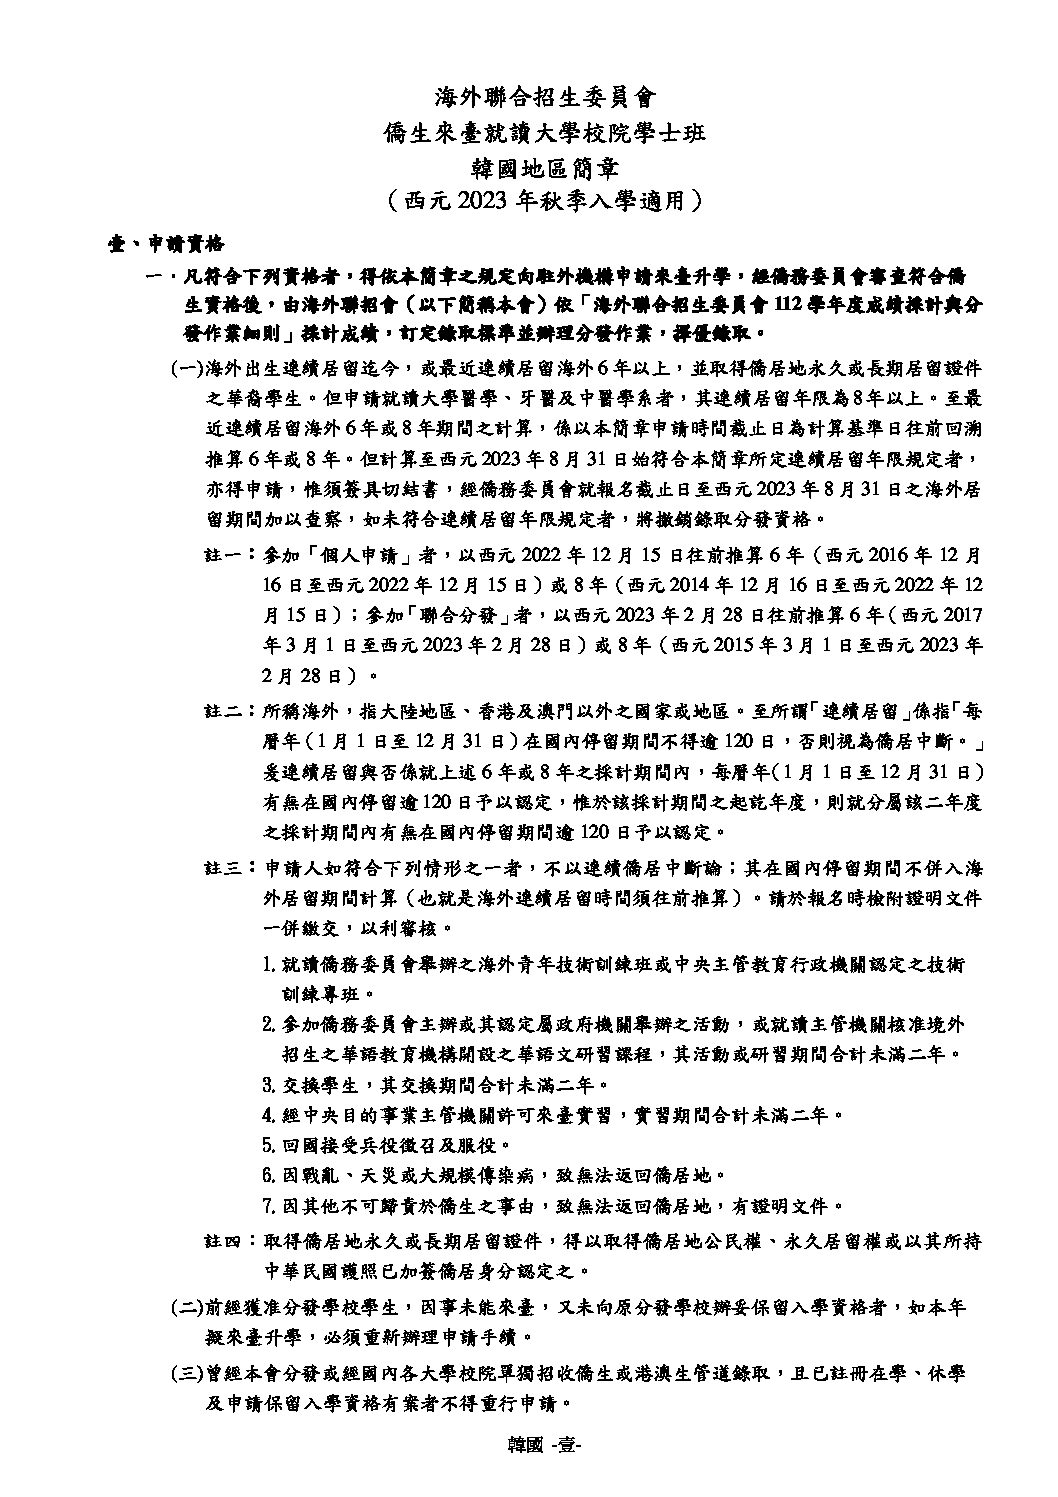 海外聯合招生委員會
僑生來臺就讀大學校院學士班
韓國地區簡章
（西元 2023 年秋季入學適用）
壹、申請資格
一．凡符合下列資格者，得依本簡章之規定向駐外機構申請來臺升學，經僑務委員會審查符合僑
生資格後，由海外聯招會（以下簡稱本會）依「海外聯合招生委員會 112 學年度成績採計與分
發作業細則」採計成績，訂定錄取標準並辦理分發作業，擇優錄取。
(一)海外出生連續居留迄今，或最近連續居留海外 6 年以上，並取得僑居地永久或長期居留證件
之華裔學生。但申請就讀大學醫學、牙醫及中醫學系者，其連續居留年限為 8 年以上。至最
近連續居留海外 6 年或 8 年期間之計算，係以本簡章申請時間截止日為計算基準日往前回溯
推算 6 年或 8 年。但計算至西元 2023 年 8 月 31 日始符合本簡章所定連續居留年限規定者，
亦得申請，惟須簽具切結書，經僑務委員會就報名截止日至西元 2023 年 8 月 31 日之海外居
留期間加以查察，如未符合連續居留年限規定者，將撤銷錄取分發資格。
註一：參加「個人申請」者，以西元 2022 年 12 月 15 日往前推算 6 年（西元 2016 年 12 月
16 日至西元 2022 年 12 月 15 日）或 8 年（西元 2014 年 12 月 16 日至西元 2022 年 12
月 15 日）；參加「聯合分發」者，以西元 2023 年 2 月 28 日往前推算 6 年（西元 2017
年 3 月 1 日至西元 2023 年 2 月 28 日）或 8 年（西元 2015 年 3 月 1 日至西元 2023 年
2 月 28 日）。
註二：所稱海外，指大陸地區、香港及澳門以外之國家或地區。至所謂「連續居留」係指「每
曆年（1 月 1 日至 12 月 31 日）在國內停留期間不得逾 120 日，否則視為僑居中斷。」
爰連續居留與否係就上述 6 年或 8 年之採計期間內，每曆年（1 月 1 日至 12 月 31 日）
有無在國內停留逾 120 日予以認定，惟於該採計期間之起訖年度，則就分屬該二年度
之採計期間內有無在國內停留期間逾 120 日予以認定。
註三：申請人如符合下列情形之一者，不以連續僑居中斷論；其在國內停留期間不併入海
外居留期間計算（也就是海外連續居留時間須往前推算）。請於報名時檢附證明文件
一併繳交，以利審核。
1. 就讀僑務委員會舉辦之海外青年技術訓練班或中央主管教育行政機關認定之技術
訓練專班。
2. 參加僑務委員會主辦或其認定屬政府機關舉辦之活動，或就讀主管機關核准境外
招生之華語教育機構開設之華語文研習課程，其活動或研習期間合計未滿二年。
3. 交換學生，其交換期間合計未滿二年。
4. 經中央目的事業主管機關許可來臺實習，實習期間合計未滿二年。
5. 回國接受兵役徵召及服役。
6. 因戰亂、天災或大規模傳染病，致無法返回僑居地。
7. 因其他不可歸責於僑生之事由，致無法返回僑居地，有證明文件。
註四：取得僑居地永久或長期居留證件，得以取得僑居地公民權、永久居留權或以其所持
中華民國護照已加簽僑居身分認定之。
(二)前經獲准分發學校學生，因事未能來臺，又未向原分發學校辦妥保留入學資格者，如本年
擬來臺升學，必須重新辦理申請手續。
(三)曾經本會分發或經國內各大學校院單獨招收僑生或港澳生管道錄取，且已註冊在學、休學
及申請保留入學資格有案者不得重行申請。
韓國 -壹-